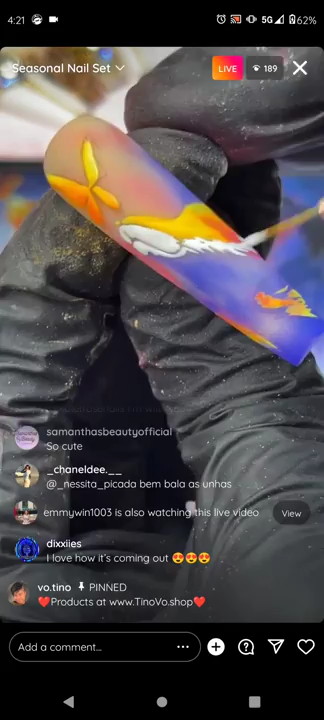 4:21
5G
62%
Seasonal Nail Set
LIVE
189
samanthasbeautyofficial
So cute
_chaneldee.__
@_nessita_picada bem bala as unhas
emmywin1003 is also watching this live video
View
dixxiies
I love how it's coming out 😍😍😍
vo.tino PINNED
❤️Products at www.TinoVo.shop❤️
Add a comment...